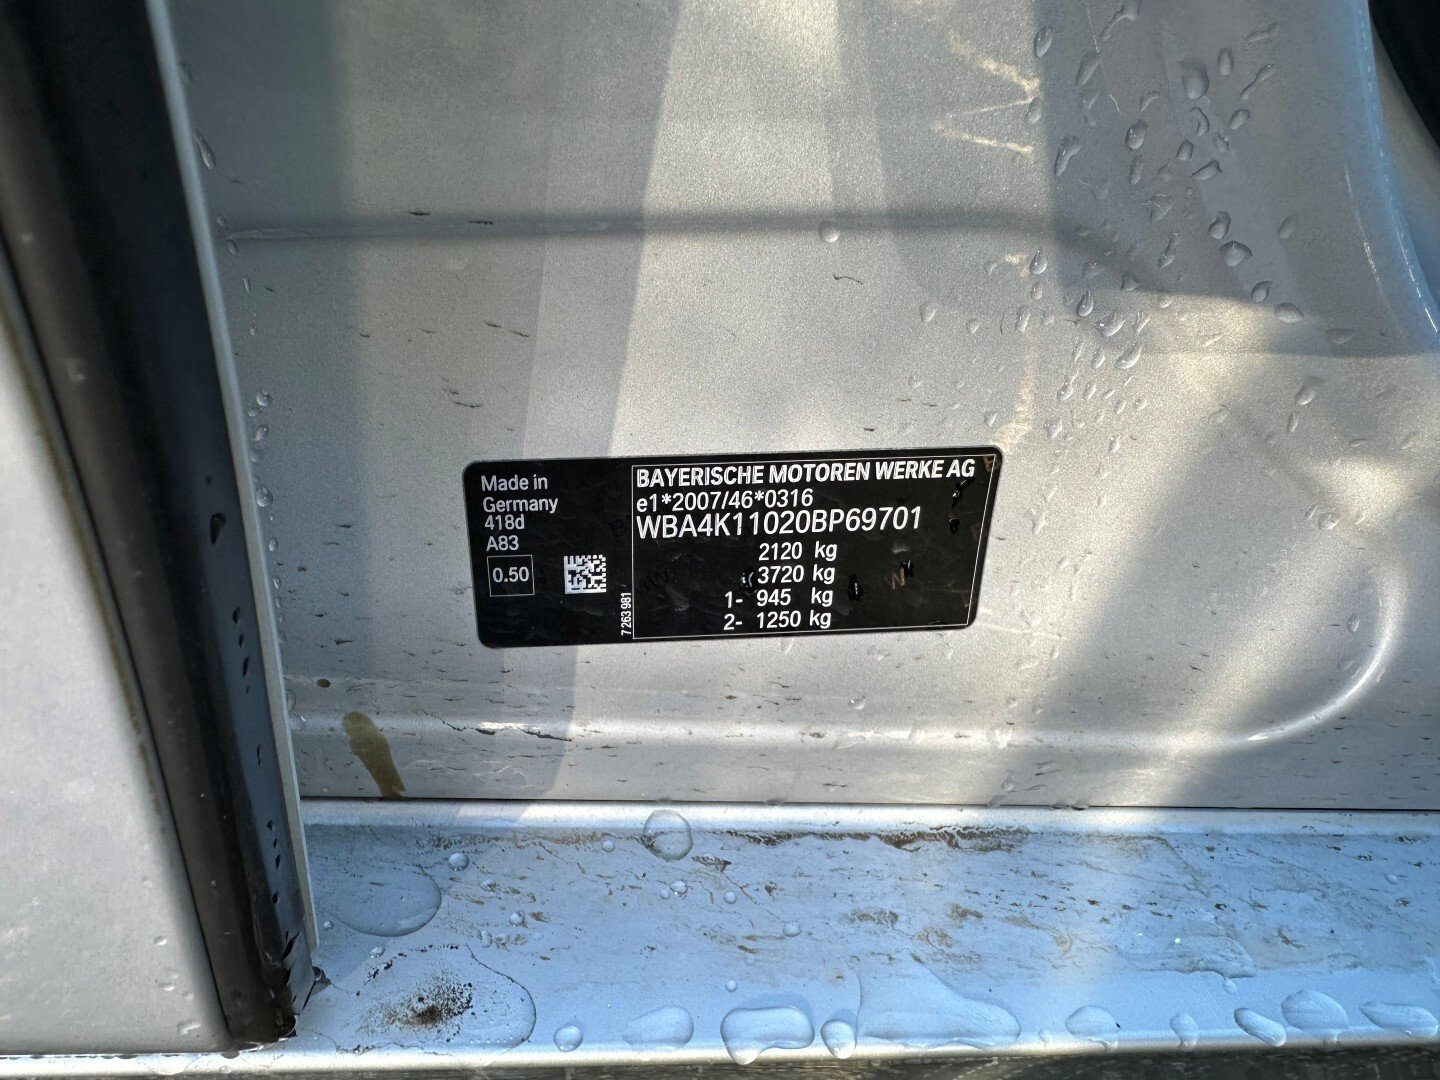 Made in
Germany
418d
A83
0.50
7 263 981
BAYERISCHE MOTOREN WERKE AG
e1*2007/46*0316
WBA4K11020BP69701
2120 kg
3720 kg
1- 945 kg
2- 1250 kg